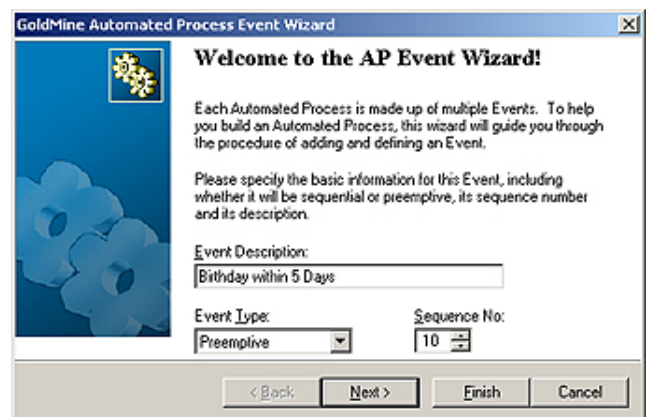 GoldMine Automated Process Event Wizard
Welcome to the AP Event Wizard!
Each Automated Process is made up of multiple Events. To help
you build an Automated Process, this wizard will guide you through
the procedure of adding and defining an Event.
Please specify the basic information for this Event, including
whether it will be sequential or preemptive, its sequence number
and its description.
Event Description:
Birthday within 5 Days
Event Type: Sequence No:
Preemptive 10
< Back Next > Finish Cancel